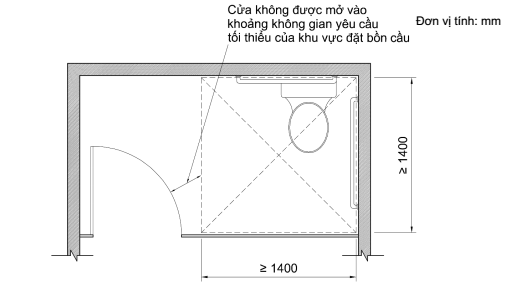 Cửa không được mở vào
khoảng không gian yêu cầu
tối thiểu của khu vực đặt bồn cầu
Đơn vị tính: mm
≥ 1400
≥ 1400